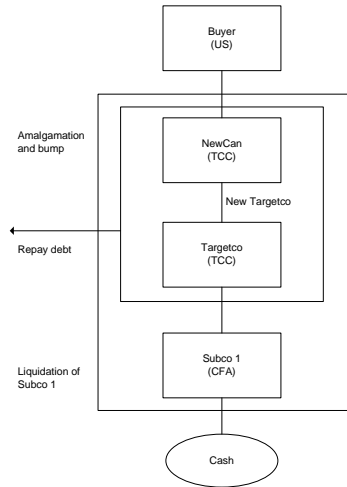 Buyer
(US)
Amalgamation
and bump
NewCan
(TCC)
New Targetco
Targetco
(TCC)
Repay debt
Subco 1
(CFA)
Liquidation of
Subco 1
Cash